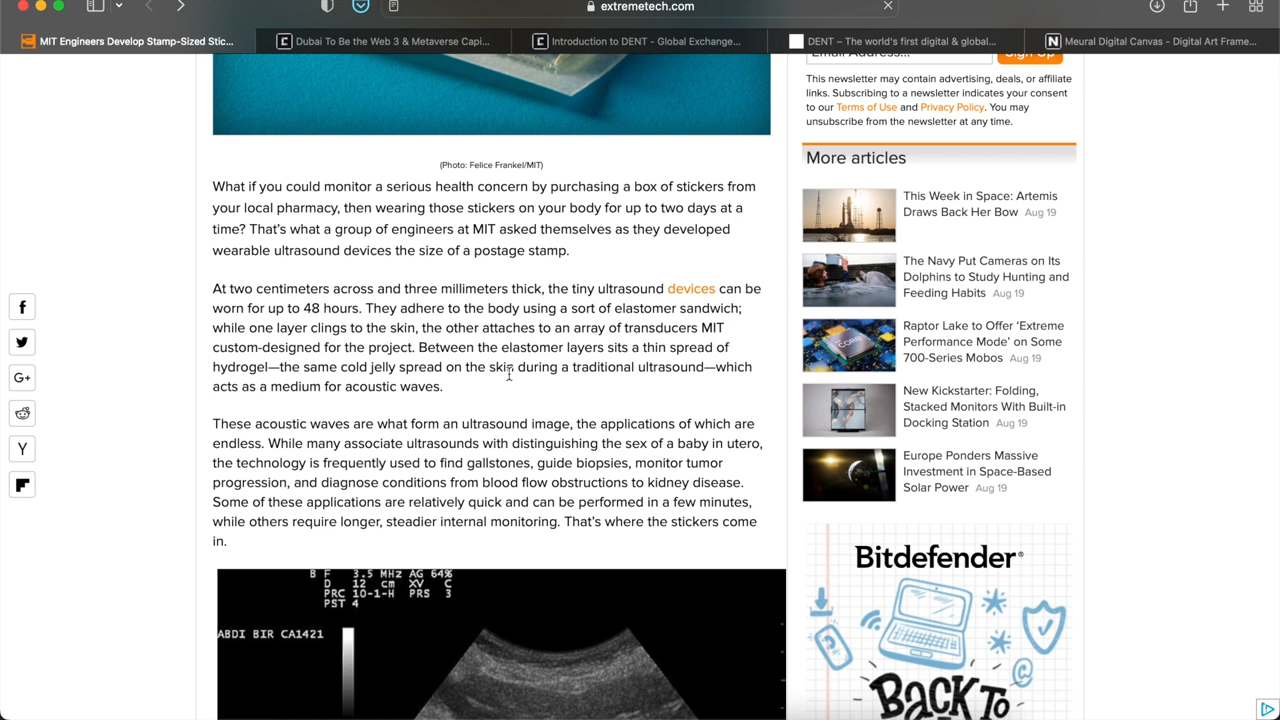 extremetech.com
MIT Engineers Develop Stamp-Sized Stic...
Dubai To Be the Web 3 & Metaverse Capi...
Introduction to DENT - Global Exchange...
DENT – The world's first digital & global...
Meural Digital Canvas - Digital Art Frame...
Email Address...
Sign Up
This newsletter may contain advertising, deals, or affiliate
links. Subscribing to a newsletter indicates your consent
to our Terms of Use and Privacy Policy. You may
unsubscribe from the newsletter at any time.
(Photo: Felice Frankel/MIT)
What if you could monitor a serious health concern by purchasing a box of stickers from
your local pharmacy, then wearing those stickers on your body for up to two days at a
time? That's what a group of engineers at MIT asked themselves as they developed
wearable ultrasound devices the size of a postage stamp.
At two centimeters across and three millimeters thick, the tiny ultrasound devices can be
worn for up to 48 hours. They adhere to the body using a sort of elastomer sandwich;
while one layer clings to the skin, the other attaches to an array of transducers MIT
custom-designed for the project. Between the elastomer layers sits a thin spread of
hydrogel—the same cold jelly spread on the skin during a traditional ultrasound—which
acts as a medium for acoustic waves.
These acoustic waves are what form an ultrasound image, the applications of which are
endless. While many associate ultrasounds with distinguishing the sex of a baby in utero,
the technology is frequently used to find gallstones, guide biopsies, monitor tumor
progression, and diagnose conditions from blood flow obstructions to kidney disease.
Some of these applications are relatively quick and can be performed in a few minutes,
while others require longer, steadier internal monitoring. That's where the stickers come
in.
B F 3.5 MHz AG 64%
D 12 cm XV C
PRC 10-1-H PRS 3
PST 4
ABDI BIR CA1421
More articles
This Week in Space: Artemis
Draws Back Her Bow Aug 19
The Navy Put Cameras on Its
Dolphins to Study Hunting and
Feeding Habits Aug 19
Raptor Lake to Offer 'Extreme
Performance Mode' on Some
700-Series Mobos Aug 19
New Kickstarter: Folding,
Stacked Monitors With Built-in
Docking Station Aug 19
Europe Ponders Massive
Investment in Space-Based
Solar Power Aug 19
Bitdefender®
BACK TO